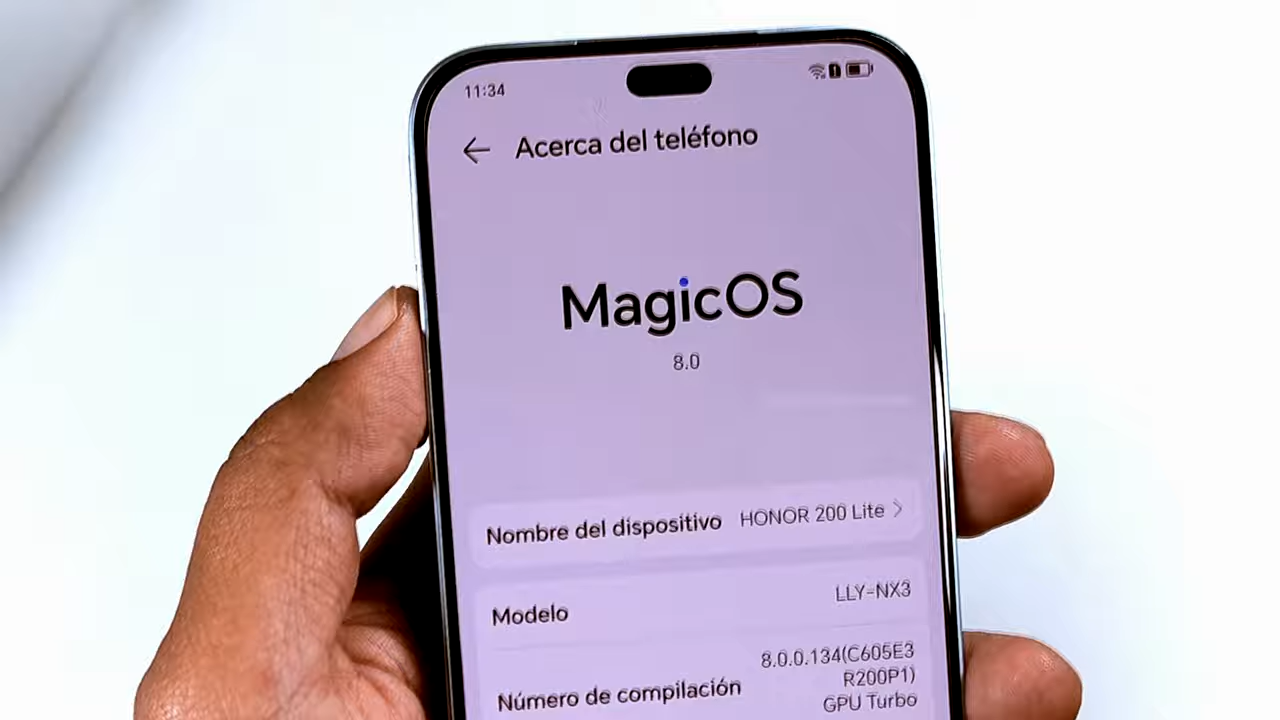 11:34
Acerca del teléfono
MagicOS
8.0
Nombre del dispositivo HONOR 200 Lite
Modelo LLY-NX3
Número de compilación 8.0.0.134(C605E3
R200P1)
GPU Turbo